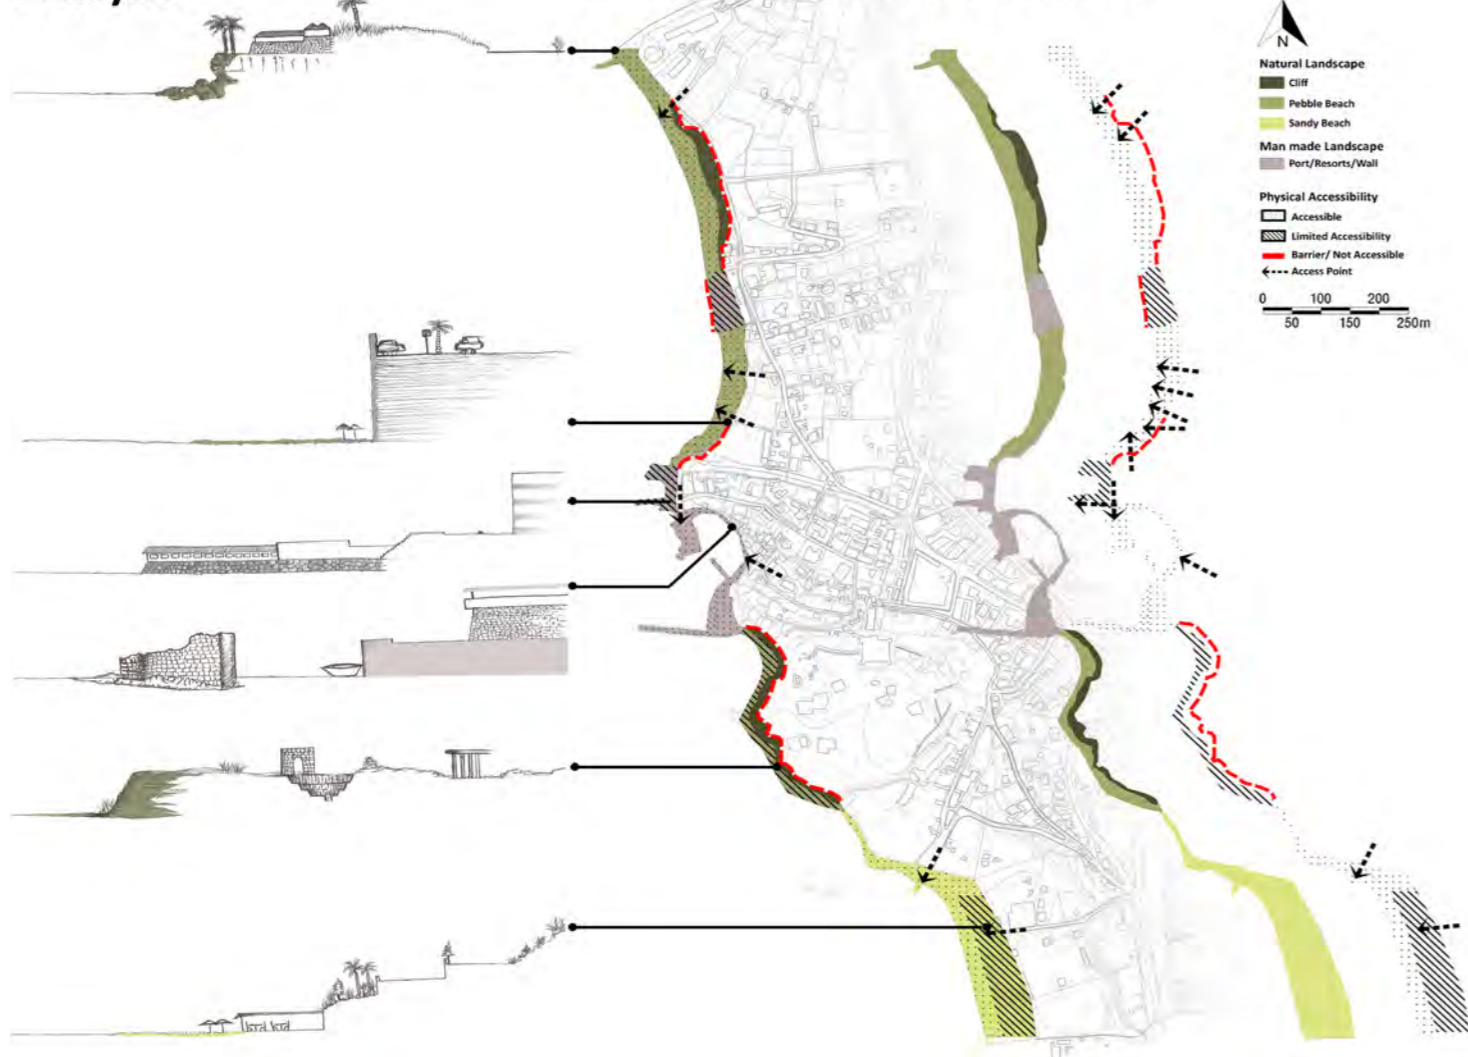 N
Natural Landscape
Cliff
Pebble Beach
Sandy Beach
Man made Landscape
Port/Resorts/Wall
Physical Accessibility
Accessible
Limited Accessibility
Barrier/ Not Accessible
Access Point
0 100 200
50 150 250m